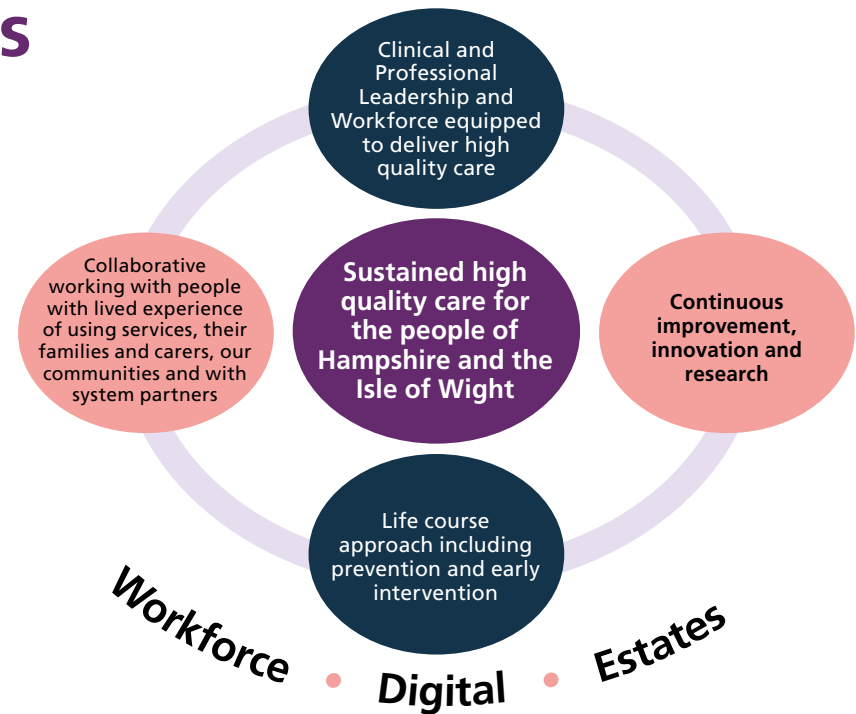 s
Clinical and
Professional
Leadership and
Workforce equipped
to deliver high
quality care
Collaborative
working with people
with lived experience
of using services, their
families and carers, our
communities and with
system partners
Sustained high
quality care for
the people of
Hampshire and the
Isle of Wight
Continuous
improvement,
innovation and
research
Life course
approach including
prevention and early
intervention
Workforce • Digital • Estates